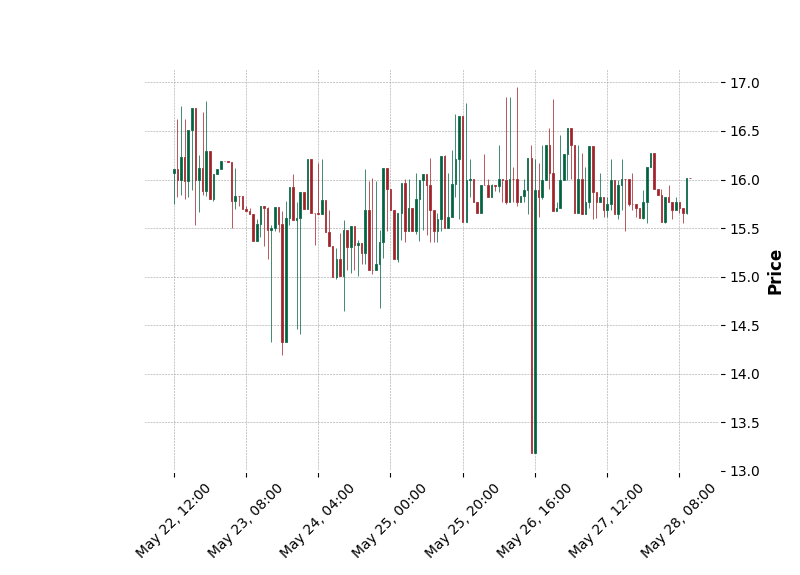 17.0
16.5
16.0
15.5
15.0
14.5
14.0
13.5
13.0
Price
May 22, 12:00
May 23, 08:00
May 24, 04:00
May 25, 00:00
May 25, 20:00
May 26, 16:00
May 27, 12:00
May 28, 08:00